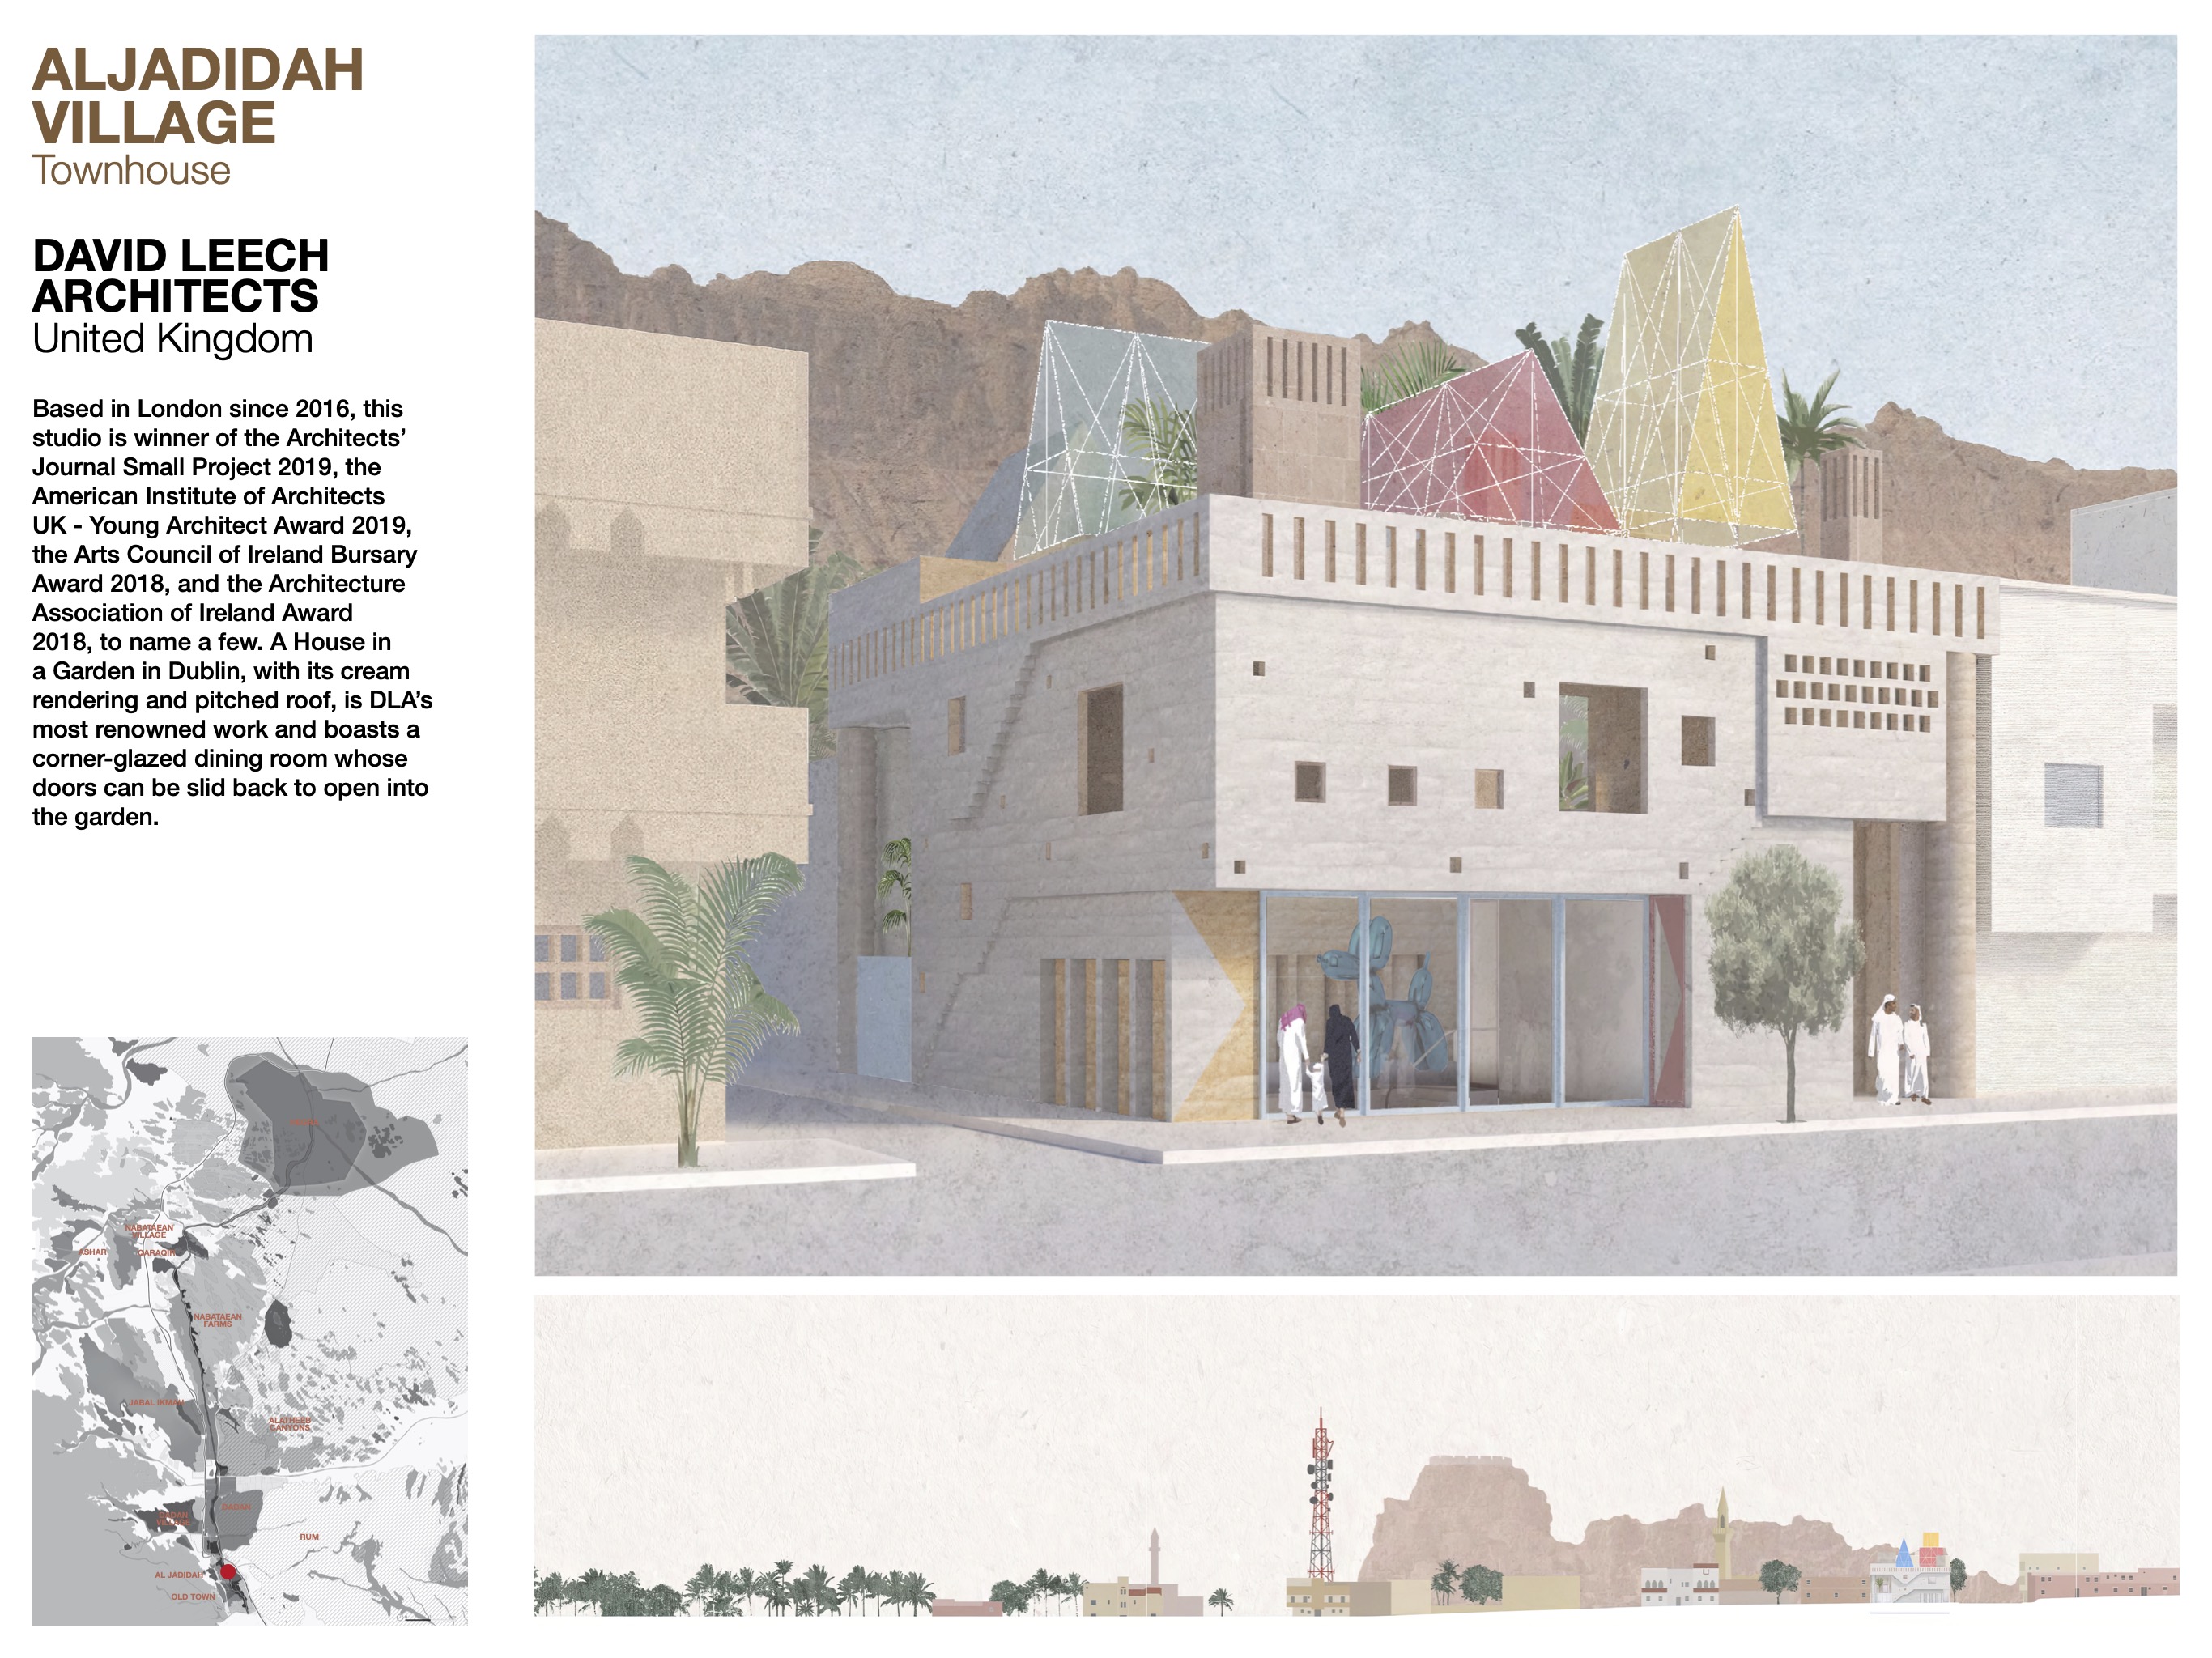 ALJADIDAH
VILLAGE
Townhouse
DAVID LEECH
ARCHITECTS
United Kingdom
Based in London since 2016, this
studio is winner of the Architects’
Journal Small Project 2019, the
American Institute of Architects
UK - Young Architect Award 2019,
the Arts Council of Ireland Bursary
Award 2018, and the Architecture
Association of Ireland Award
2018, to name a few. A House in
a Garden in Dublin, with its cream
rendering and pitched roof, is DLA’s
most renowned work and boasts a
corner-glazed dining room whose
doors can be slid back to open into
the garden.
NABATAEAN
VILLAGE
ASHAR
QARAQIR
NABATAEAN
FARMS
JABAL IKMAH
ALATHEEB
CANYONS
DADAN
DADAN
VILLAGE
RUM
AL JADIDAH
OLD TOWN